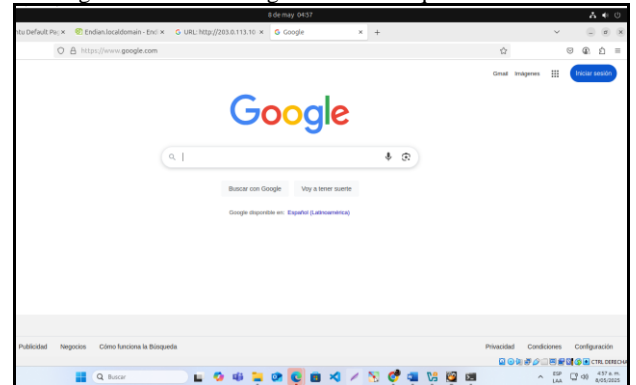 8 de may 04:57
ntu Default Pa Endian.localdomain - Endi URL: http://203.0.113.10 Google
https://www.google.com
Gmail Imágenes Iniciar sesión
Google
Buscar con Google Voy a tener suerte
Google disponible en: Español (Latinoamérica)
Publicidad Negocios Cómo funciona la Búsqueda Privacidad Condiciones Configuración
CTRL DERECHA
Buscar ESP 4:57 a. m.
LAA 8/05/2025